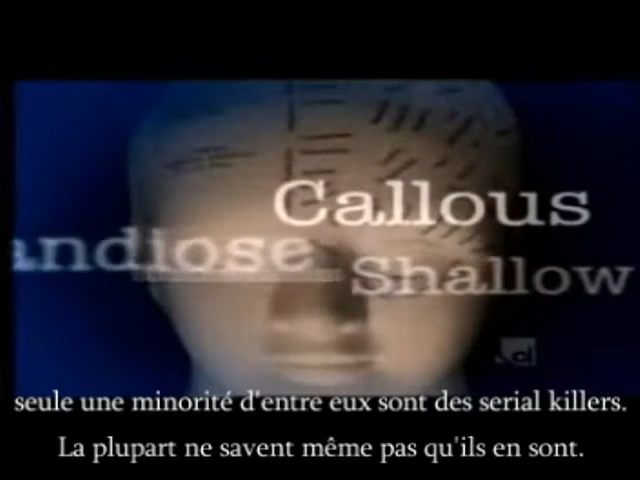 Callous
andiose
Shallow
seule une minorité d'entre eux sont des serial killers.
La plupart ne savent même pas qu'ils en sont.